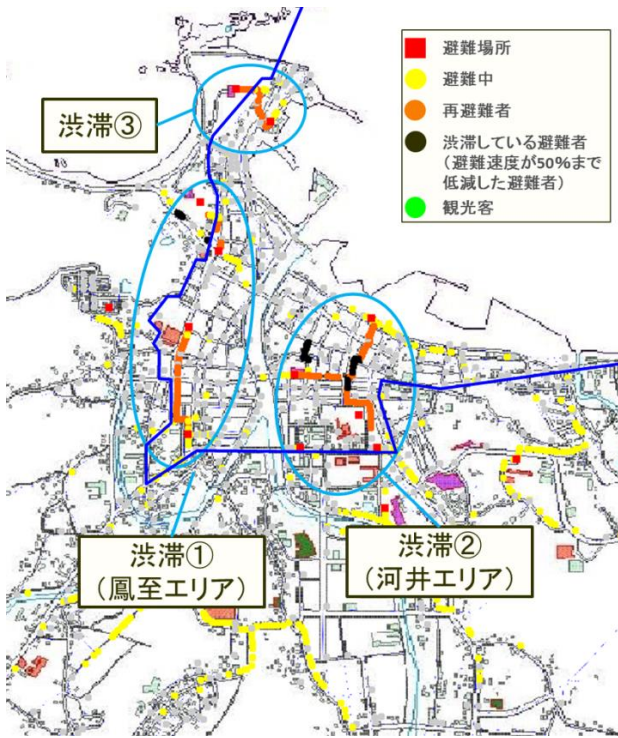 避難場所
避難中
再避難者
渋滞している避難者
（避難速度が50%まで
低減した避難者）
観光客
渋滞③
渋滞①
（鳳至エリア）
渋滞②
（河井エリア）